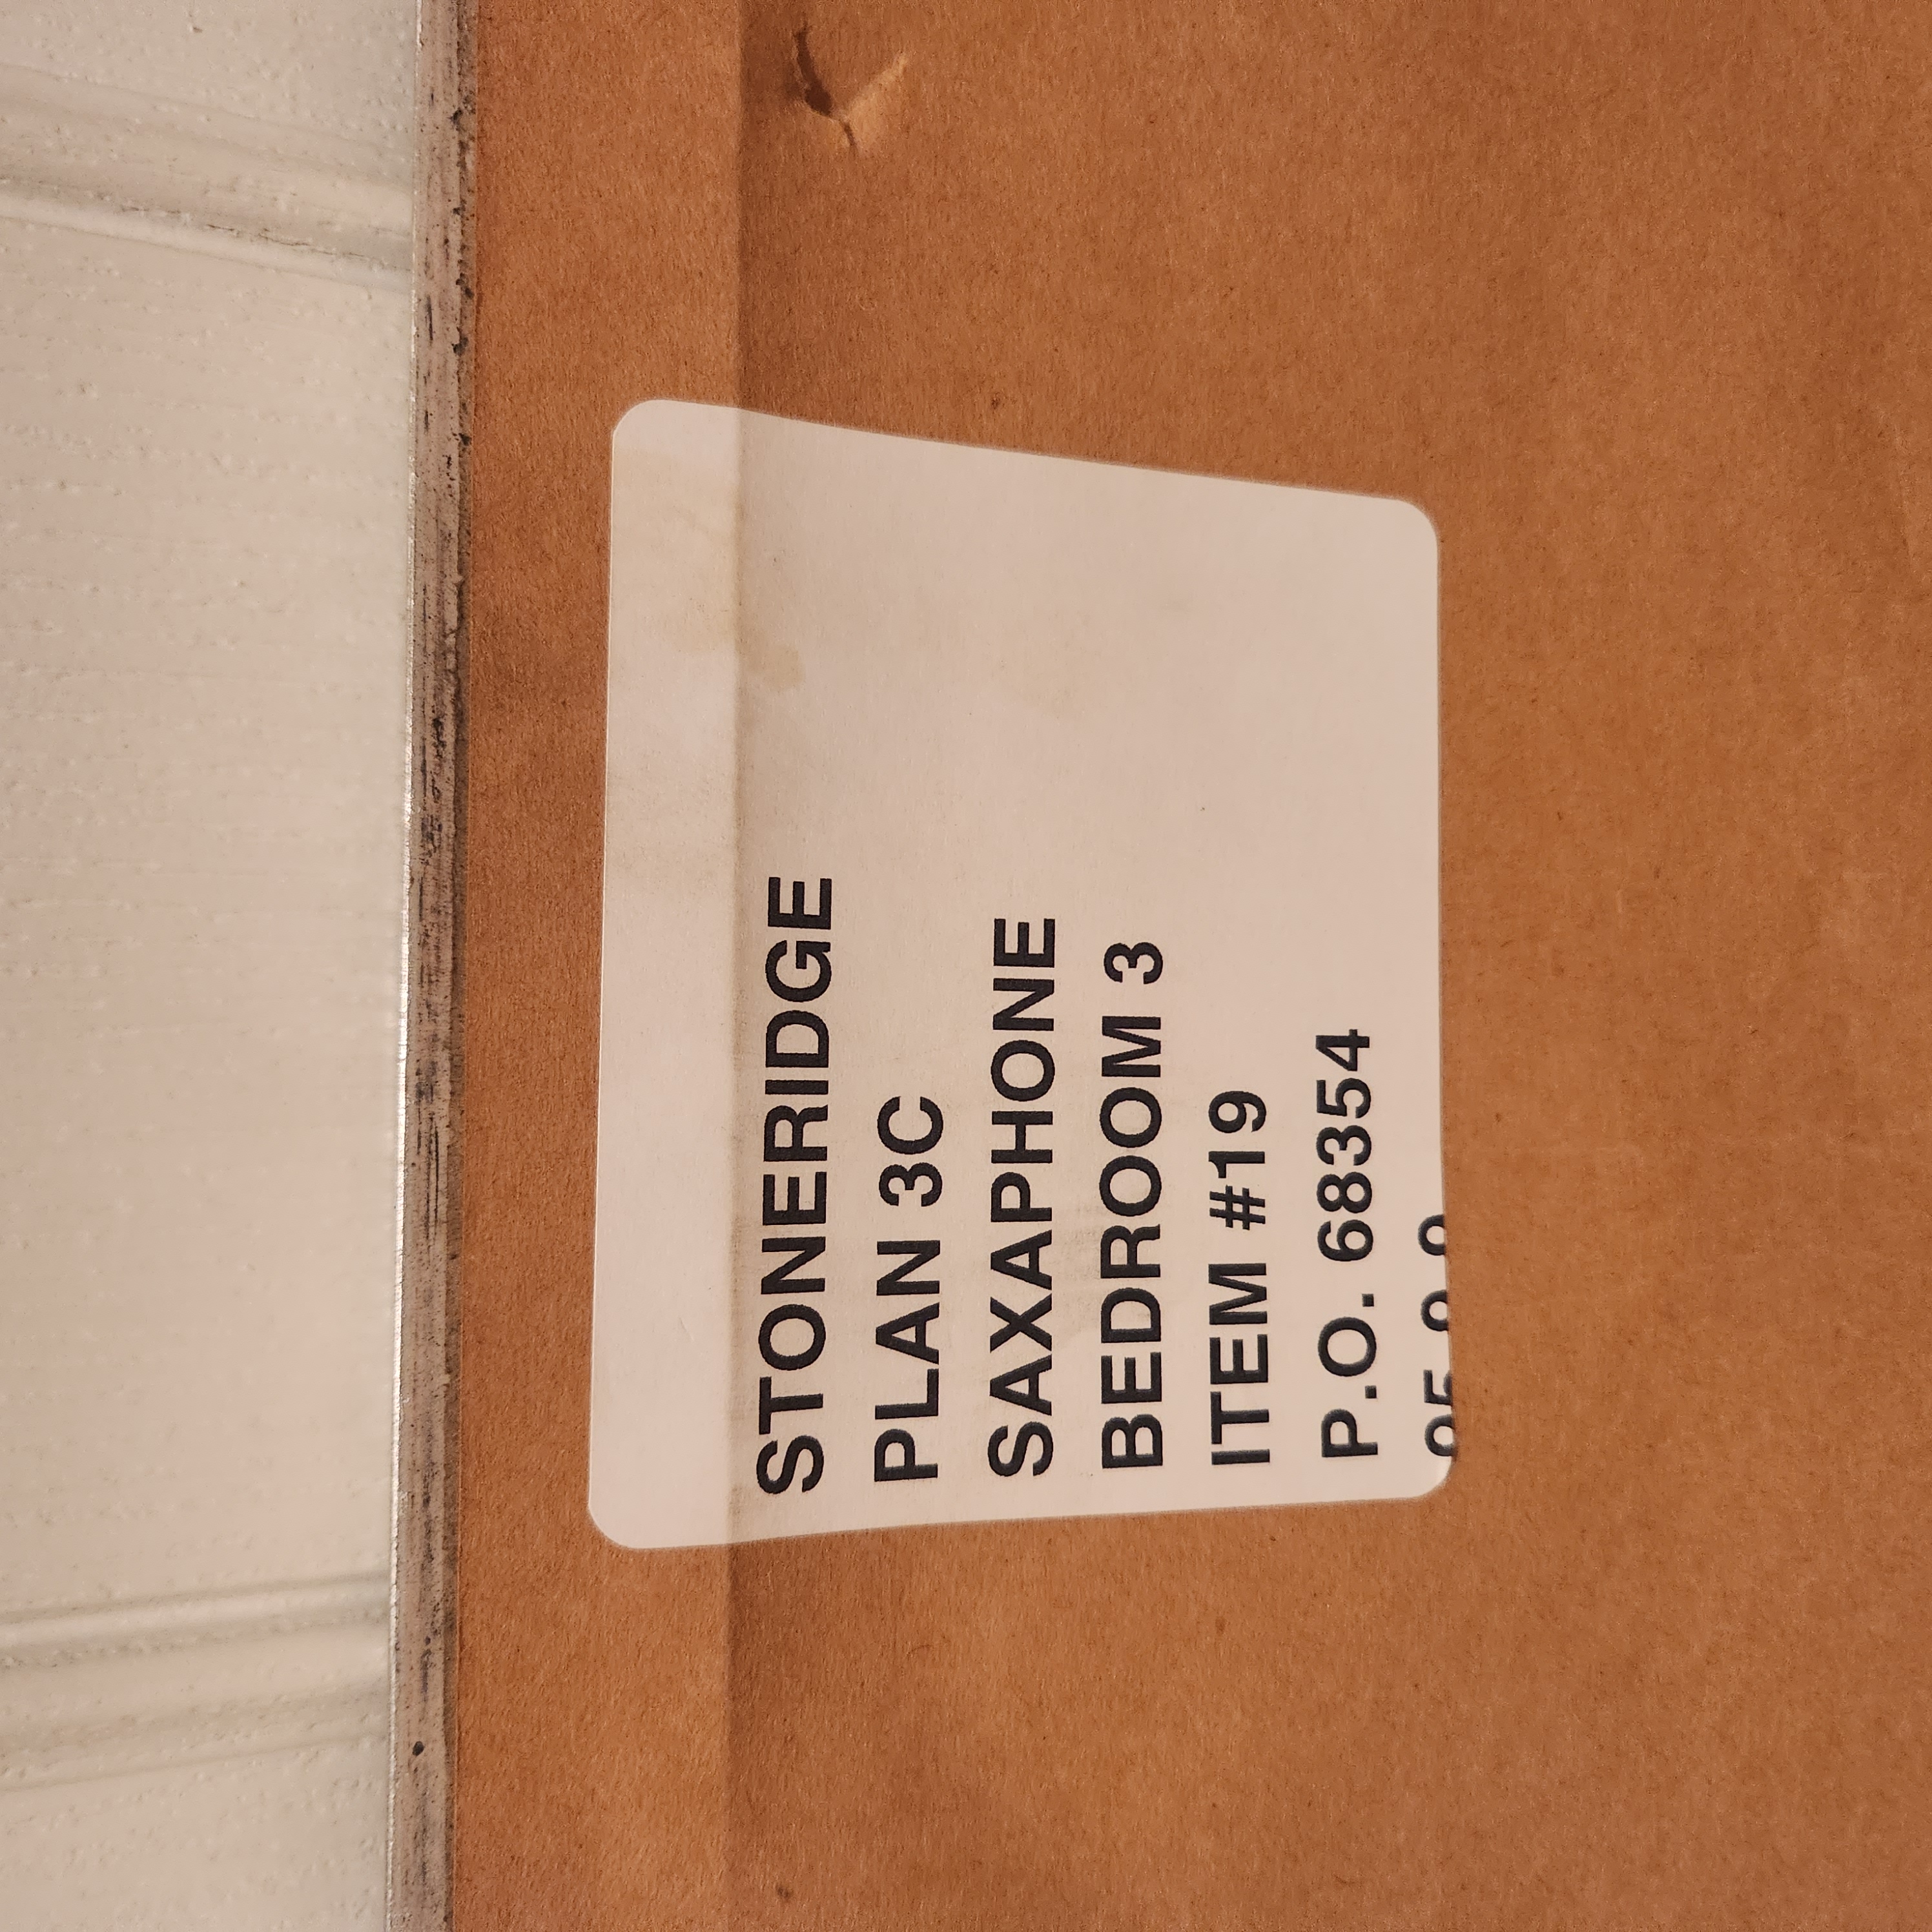 STONERIDGE
PLAN 3C
SAXAPHONE
BEDROOM 3
ITEM #19
P.O. 68354